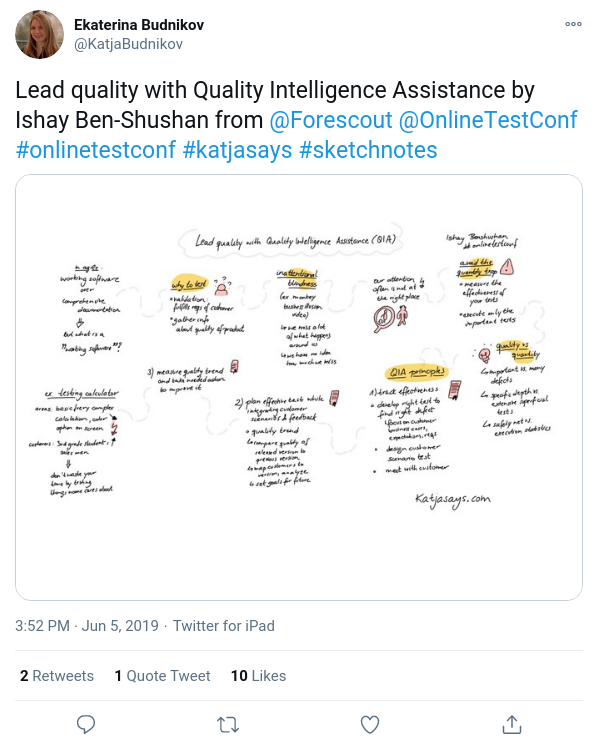 Ekaterina Budnikov
@KatjaBudnikov
Lead quality with Quality Intelligence Assistance by
Ishay Ben-Shushan from @Forescout @OnlineTestConf
#onlinetestconf #katjasays #sketchnotes
Lead quality with Quality Intelligence Assistance (QIA)
Ishay Benshushan
onlinetestconf
in agile:
working software
over
comprehensive
documentation
but what is a
"working software"?
why to test
? ? ?
• validation:
fulfills reqs of customer
• gather info
about quality of product
inattentional
blindness
(ex. monkey
business illusion
video)
we miss a lot
of what happens
around us
we have no idea
how much we miss
our attention
often is not at
the right place
avoid the
quantity trap
• measure the
effectiveness of
your tests
• execute only the
important tests
quality vs
quantity
important vs. many
defects
specific depth vs
extensive superficial
tests
safety net vs.
execution statistics
QIA principles
1) track effectiveness
• develop right test to
find right defect
focus on customer
business cases,
expectations, reqs
• design customer
scenario test
• meet with customer
2) plan effective tests while
integrating customer
scenarios & feedback
• quality trend
compare quality of
released version to
previous version
map customers to
version, analyze
to set goals for future
3) measure quality trend
and take needed action
to improve it
ex. testing calculator
areas: basic / very complex
calculation, color
option on screen
customers: 3rd grade students,
sales men
don't waste your
time by testing
things noone cares about
Katjasays.com
3:52 PM · Jun 5, 2019 · Twitter for iPad
2 Retweets 1 Quote Tweet 10 Likes